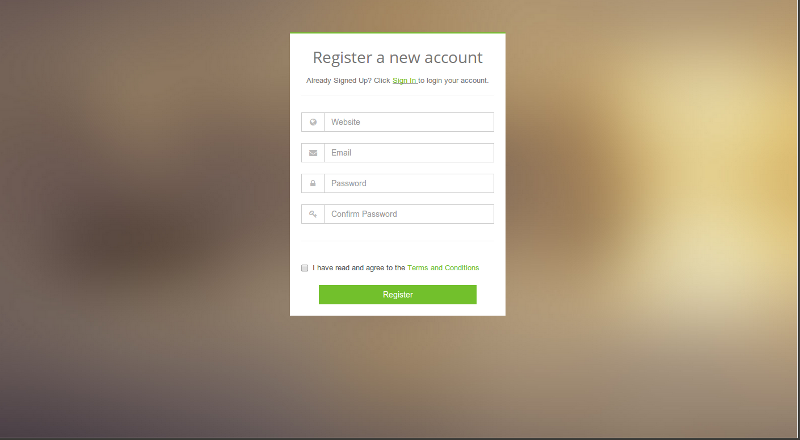 Register a new account
Already Signed Up? Click Sign In to login your account.
Website
Email
Password
Confirm Password
I have read and agree to the Terms and Conditions
Register